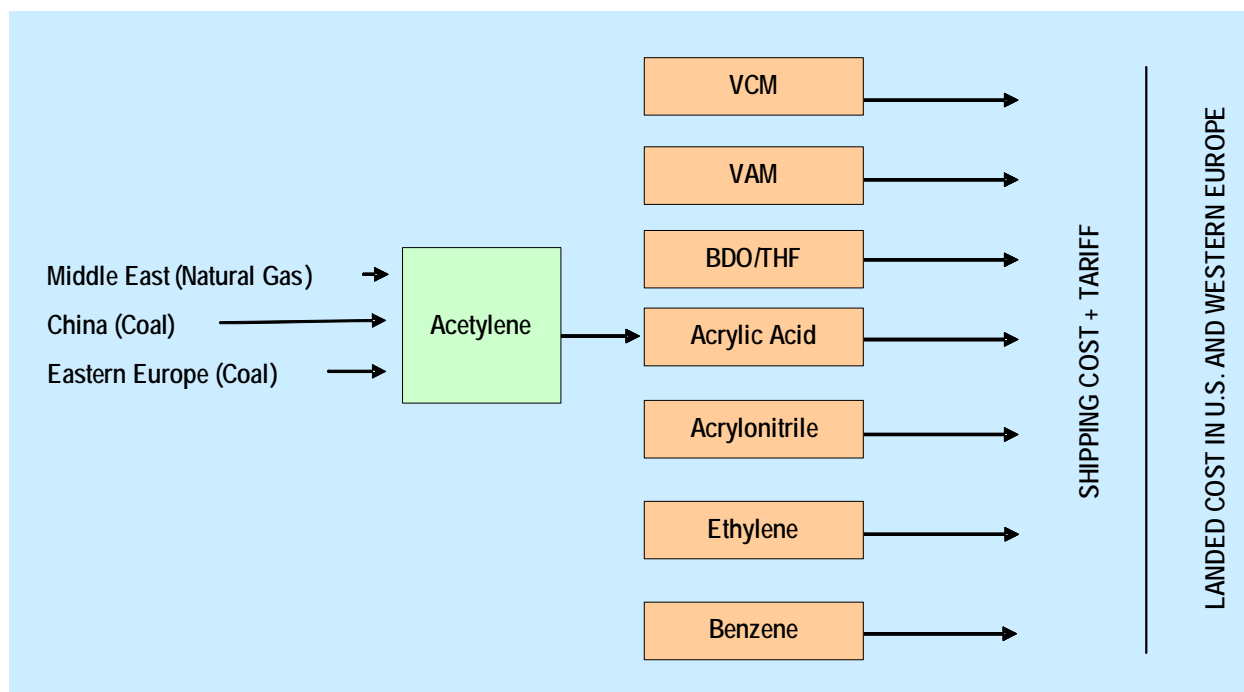 Middle East (Natural Gas)
China (Coal)
Eastern Europe (Coal)
Acetylene
VCM
VAM
BDO/THF
Acrylic Acid
Acrylonitrile
Ethylene
Benzene
SHIPPING COST + TARIFF
LANDED COST IN U.S. AND WESTERN EUROPE